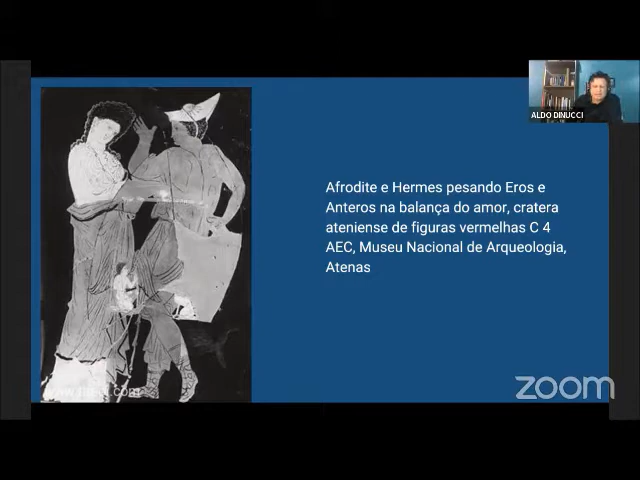 ALDO DINUCCI
Afrodite e Hermes pesando Eros e
Anteros na balança do amor, cratera
ateniense de figuras vermelhas C 4
AEC, Museu Nacional de Arqueologia,
Atenas
zoom